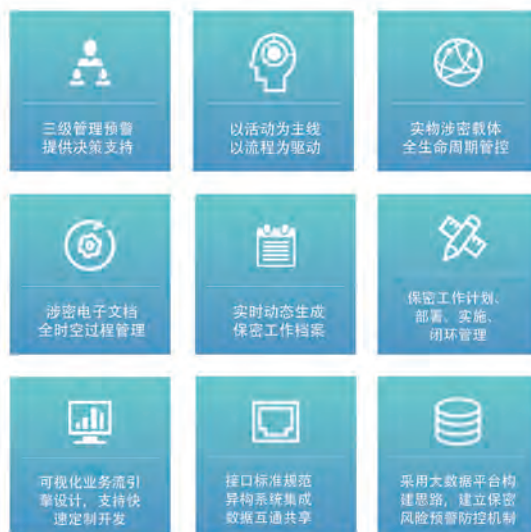 三级管理预警
提供决策支持
以活动为主线
以流程为驱动
实物涉密载体
全生命周期管控
涉密电子文档
全时空过程管理
实时动态生成
保密工作档案
保密工作计划、
部署、实施、
闭环管理
可视化业务流引
擎设计，支持快
速定制开发
接口标准规范
异构系统集成
数据互通共享
采用大数据平台构
建思路，建立保密
风险预警防控机制